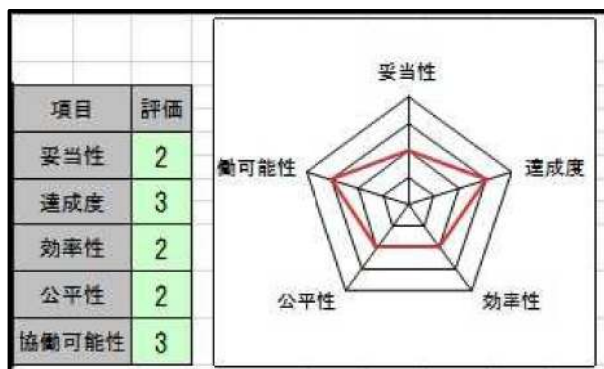 項目 評価
妥当性 2
達成度 3
効率性 2
公平性 2
協働可能性 3
妥当性
働可能性
達成度
公平性
効率性